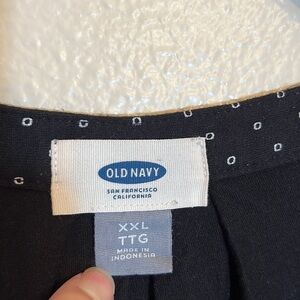 OLD NAVY
SAN FRANCISCO
CALIFORNIA
XXL
TTG
MADE IN
INDONESIA